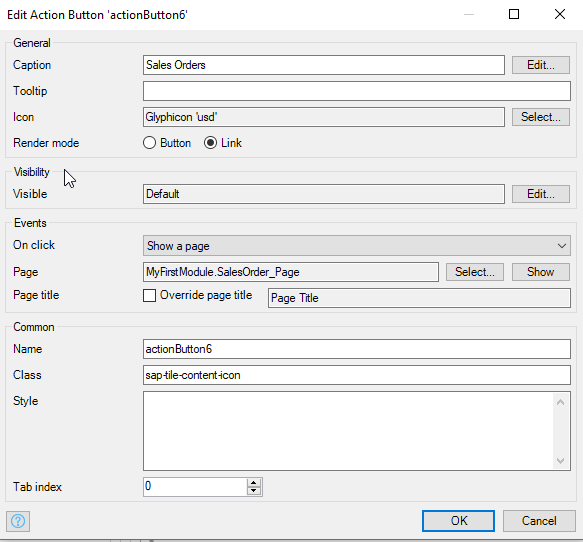 Edit Action Button 'actionButton6'
General
Caption Sales Orders Edit...
Tooltip
Icon Glyphicon 'usd' Select...
Render mode Button Link
Visibility
Visible Default Edit...
Events
On click Show a page
Page MyFirstModule.SalesOrder_Page Select... Show
Page title Override page title Page Title
Common
Name actionButton6
Class sap-tile-content-icon
Style
Tab index 0
? OK Cancel